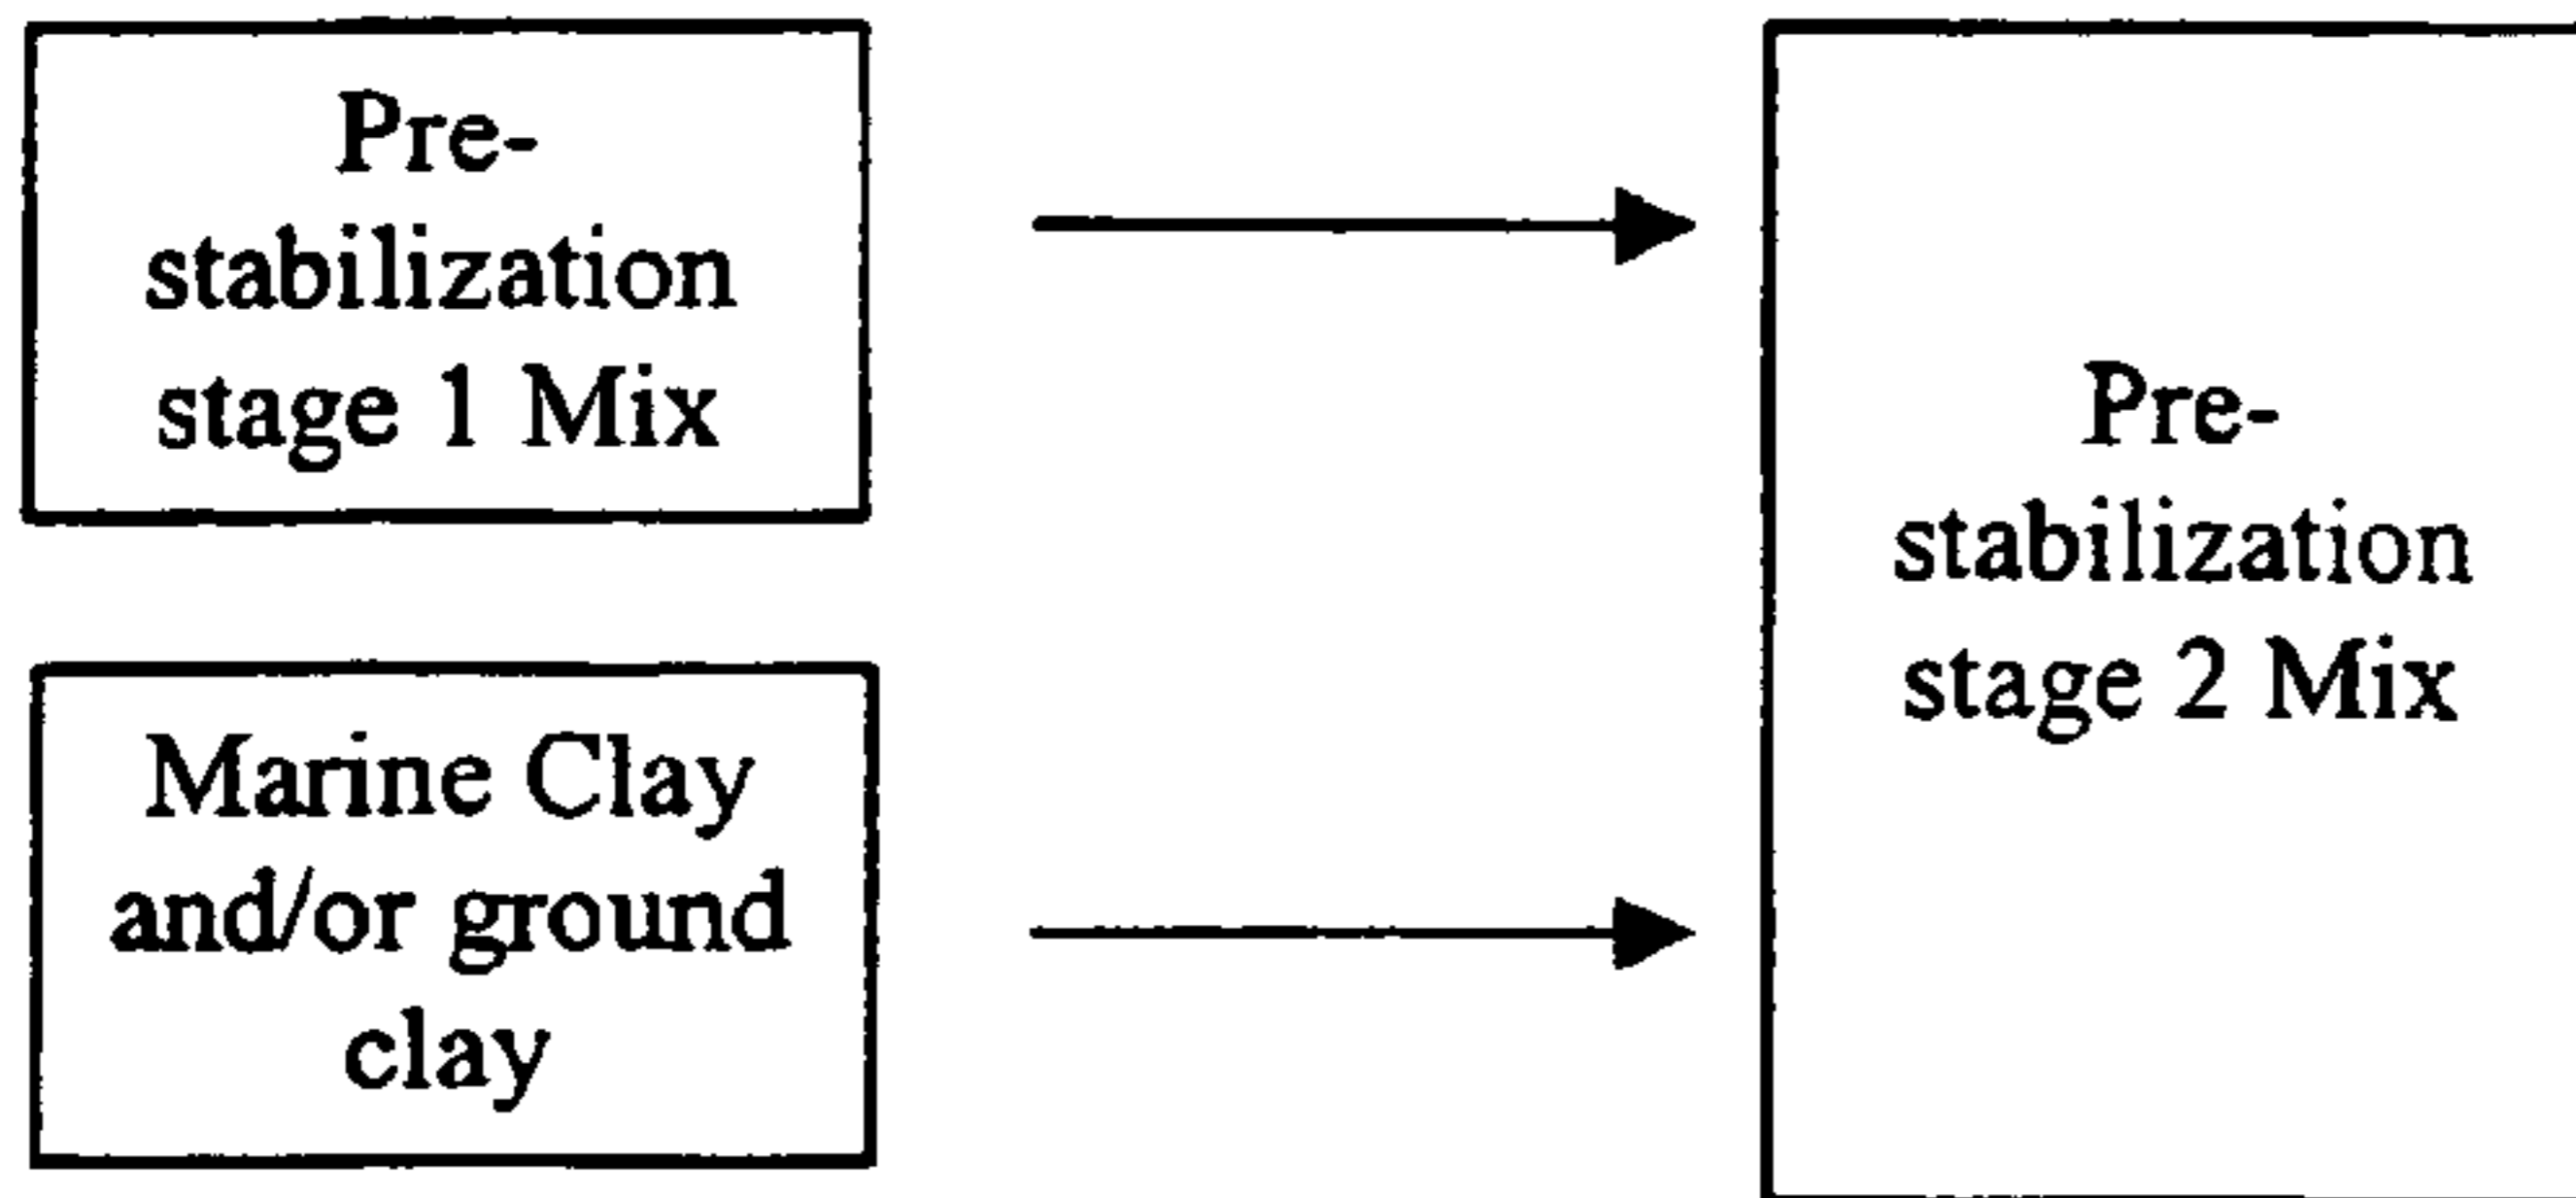 Pre-
stabilization
stage 1 Mix
Marine Clay
and/or ground
clay
Pre-
stabilization
stage 2 Mix